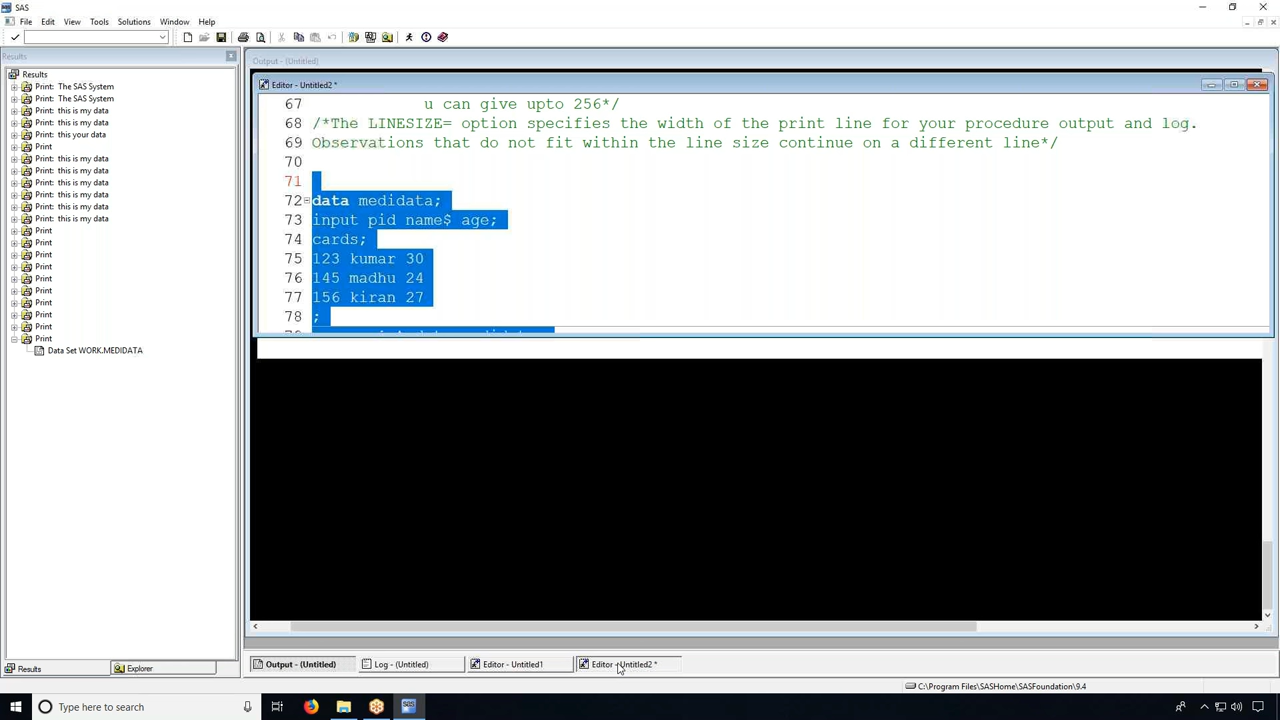 SAS
File Edit View Tools Solutions Window Help
Results
Results
Print: The SAS System
Print: The SAS System
Print: this is my data
Print: this is my data
Print: this your data
Print
Print: this is my data
Print: this is my data
Print: this is my data
Print: this is my data
Print: this is my data
Print: this is my data
Print
Print
Print
Print
Print
Print
Print
Print
Print
Print
Data Set WORK.MEDIDATA
Results
Explorer
Output - (Untitled)
Editor - Untitled2 *
67 u can give upto 256*/
68 /*The LINESIZE= option specifies the width of the print line for your procedure output and log.
69 Observations that do not fit within the line size continue on a different line*/
70
71
72 data medidata;
73 input pid name$ age;
74 cards;
75 123 kumar 30
76 145 madhu 24
77 156 kiran 27
78 ;
Output - (Untitled)
Log - (Untitled)
Editor - Untitled1
Editor - Untitled2 *
C:\Program Files\SASHome\SASFoundation\9.4
Type here to search
SAS